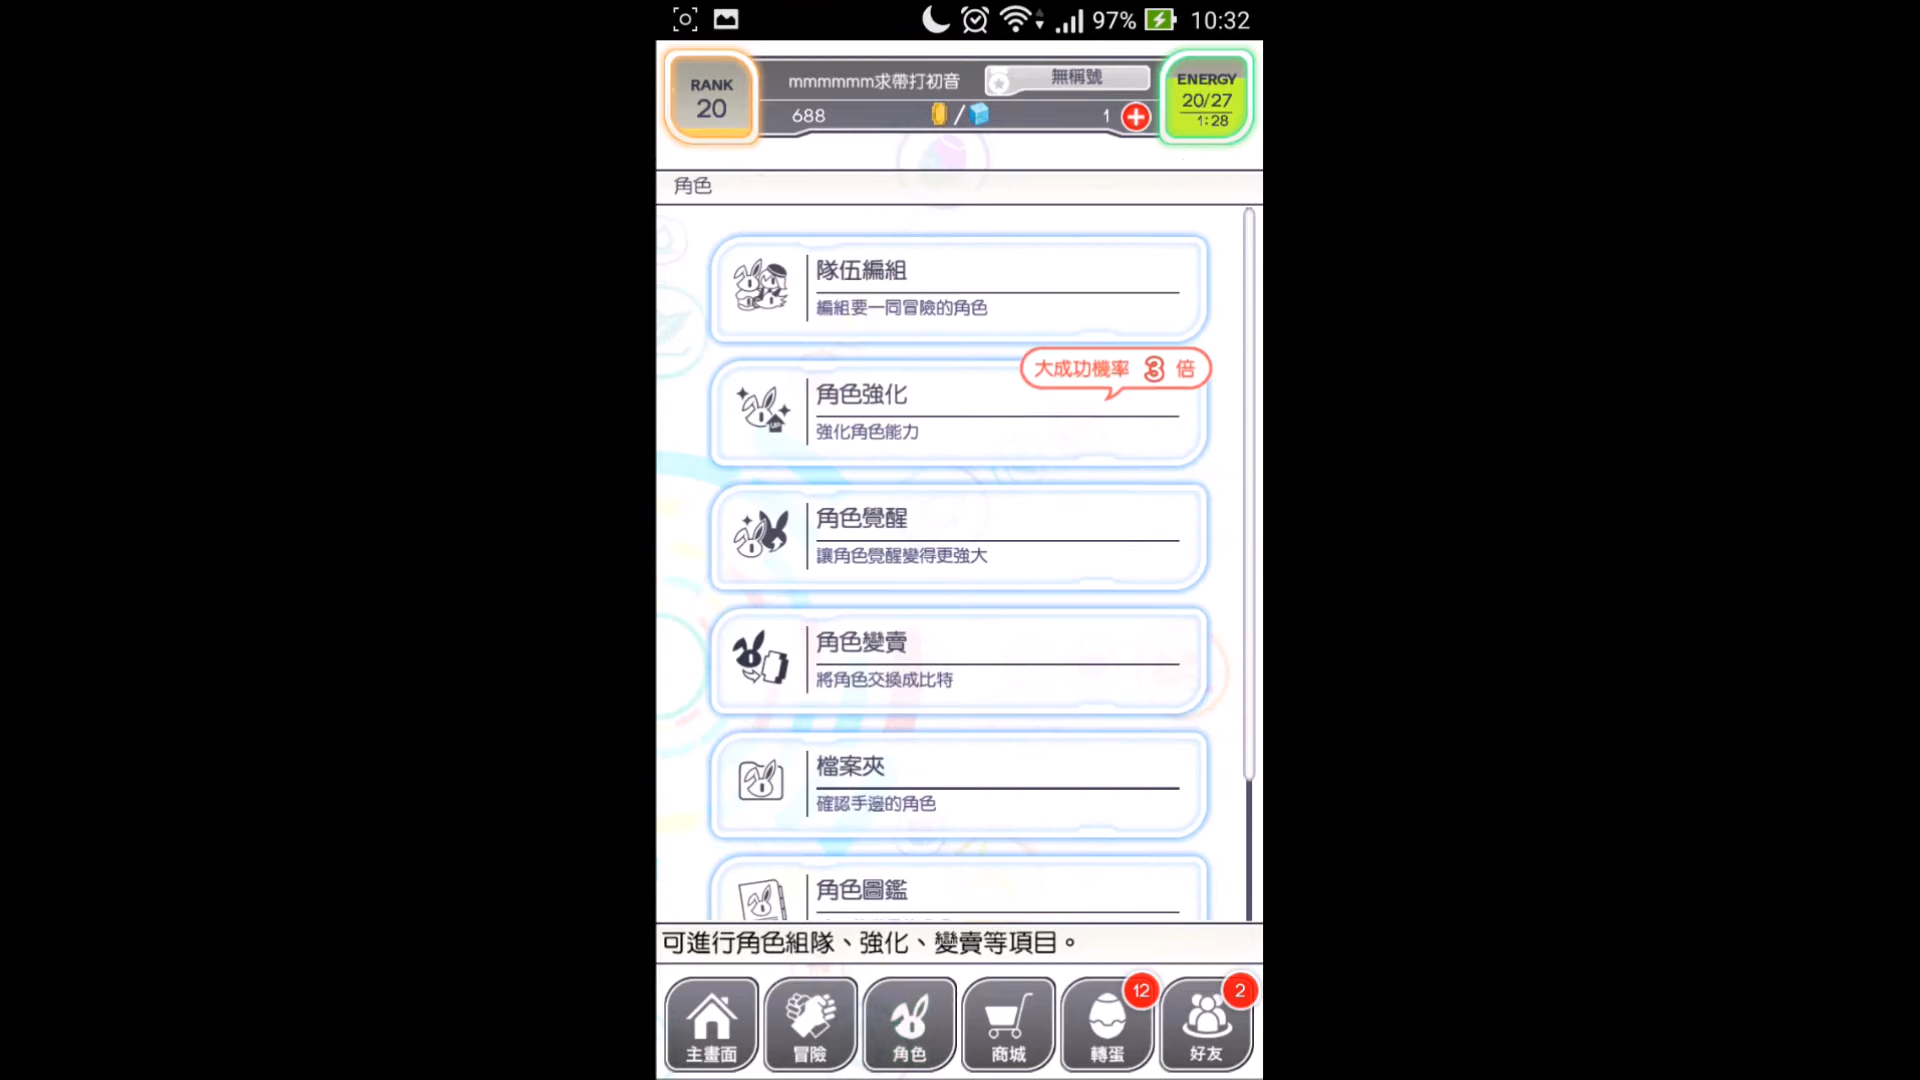 97% 10:32
RANK
20
mmmmmm求帶打初音
無稱號
ENERGY
20/27
1:28
688
/
1
角色
隊伍編組
編組要一同冒險的角色
大成功機率 3 倍
角色強化
強化角色能力
角色覺醒
讓角色覺醒變得更強大
角色變賣
將角色交換成比特
檔案夾
確認手邊的角色
角色圖鑑
可進行角色組隊、強化、變賣等項目。
12
2
主畫面
冒險
角色
商城
轉蛋
好友